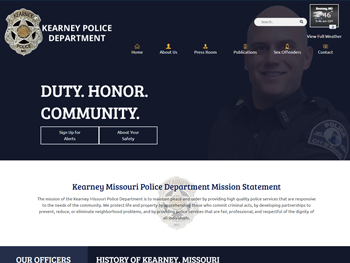 KEARNEY POLICE
DEPARTMENT
46
View Full Weather
Home
About Us
Press Room
Publications
Sex Offenders
Tip Us
DUTY. HONOR.
COMMUNITY.
Sign Up for
Alerts
About Your
Safety
Kearney Missouri Police Department Mission Statement
The mission of the Kearney Missouri Police Department is to maintain peace and order by providing high quality police services that are responsive
to the needs of the community. We protect life and property by apprehending those who commit criminal acts, by developing partnerships to
prevent, reduce, or eliminate neighborhood problems, and by providing police services that are fair, professional, and respectful of the dignity of
all individuals.
OUR OFFICERS
HISTORY OF KEARNEY, MISSOURI